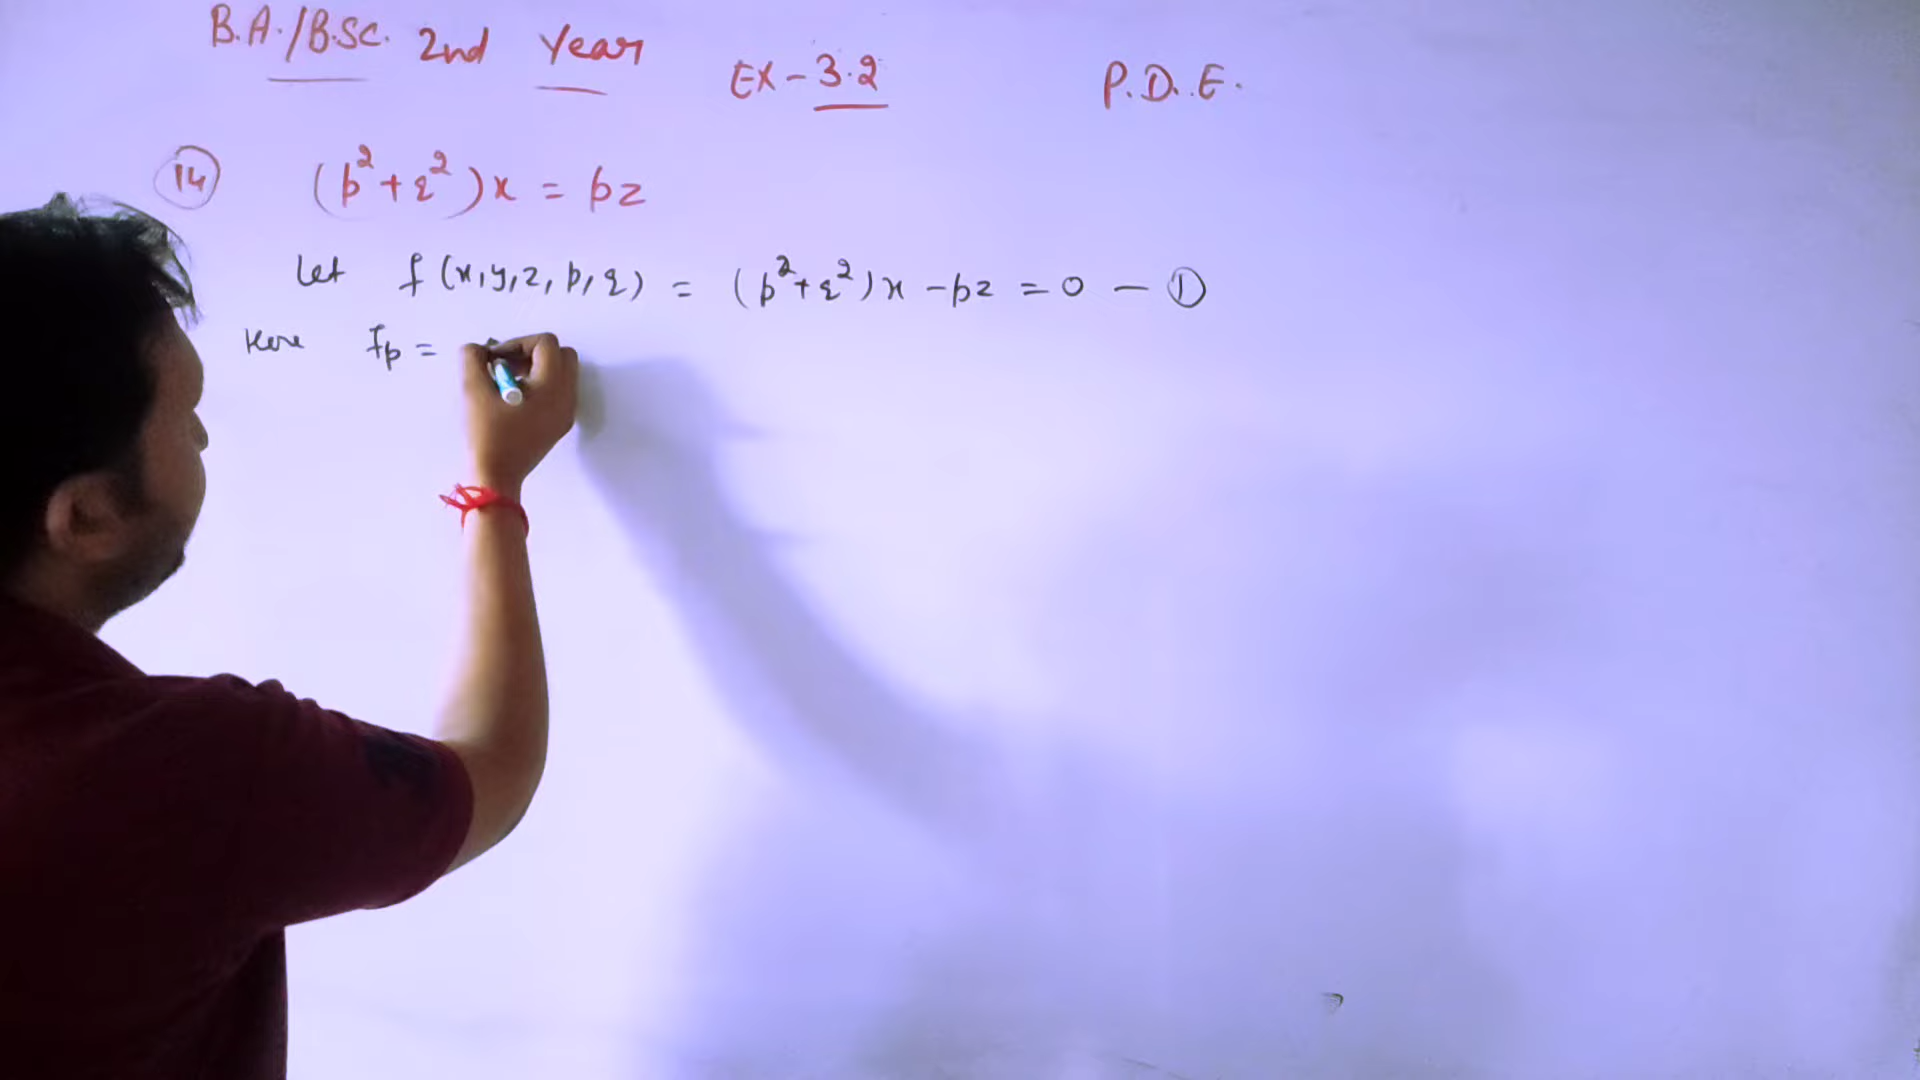 B.A./B.SC. 2nd Year EX-3.2 P.D.E.
14 (p²+q²)x = pz
Let f(x,y,z,p,q) = (p²+q²)x - pz = 0 — ①
Here fp =